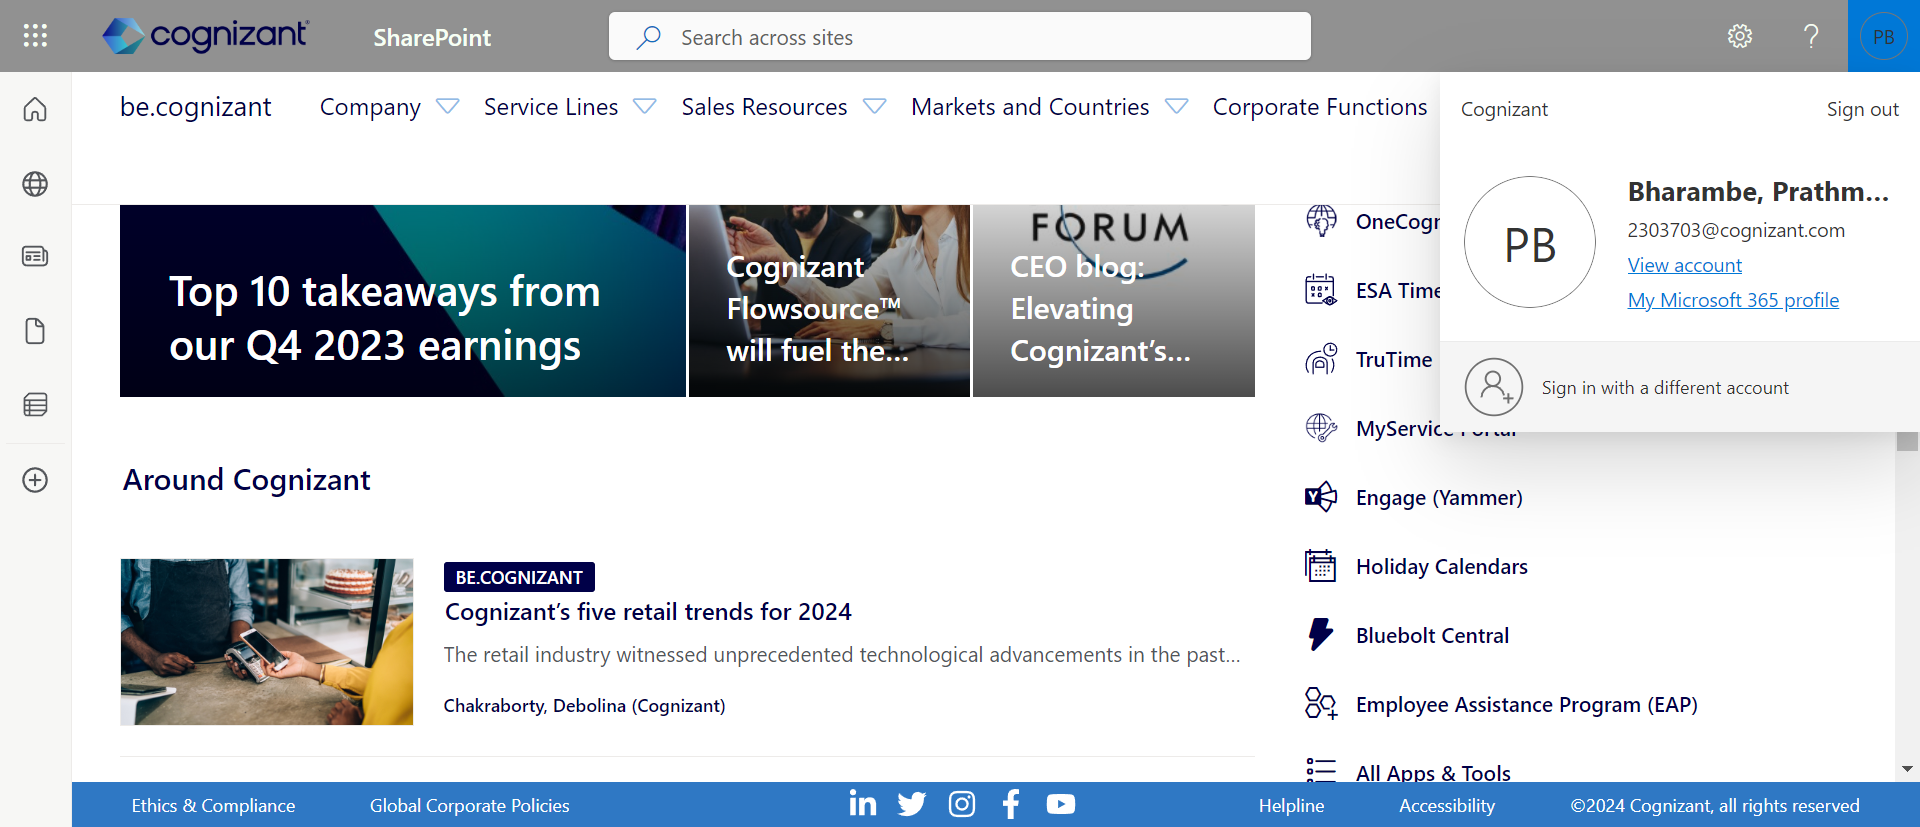 cognizant
SharePoint
Search across sites
PB
be.cognizant
Company
Service Lines
Sales Resources
Markets and Countries
Corporate Functions
Cognizant
Sign out
PB
Bharambe, Prathm...
2303703@cognizant.com
View account
My Microsoft 365 profile
Sign in with a different account
Top 10 takeaways from
our Q4 2023 earnings
Cognizant
Flowsource™
will fuel the...
FORUM
CEO blog:
Elevating
Cognizant’s...
OneCogn
ESA Time
TruTime
MyService Portal
Engage (Yammer)
Holiday Calendars
Bluebolt Central
Employee Assistance Program (EAP)
All Apps & Tools
Around Cognizant
BE.COGNIZANT
Cognizant’s five retail trends for 2024
The retail industry witnessed unprecedented technological advancements in the past...
Chakraborty, Debolina (Cognizant)
Ethics & Compliance
Global Corporate Policies
Helpline
Accessibility
©2024 Cognizant, all rights reserved